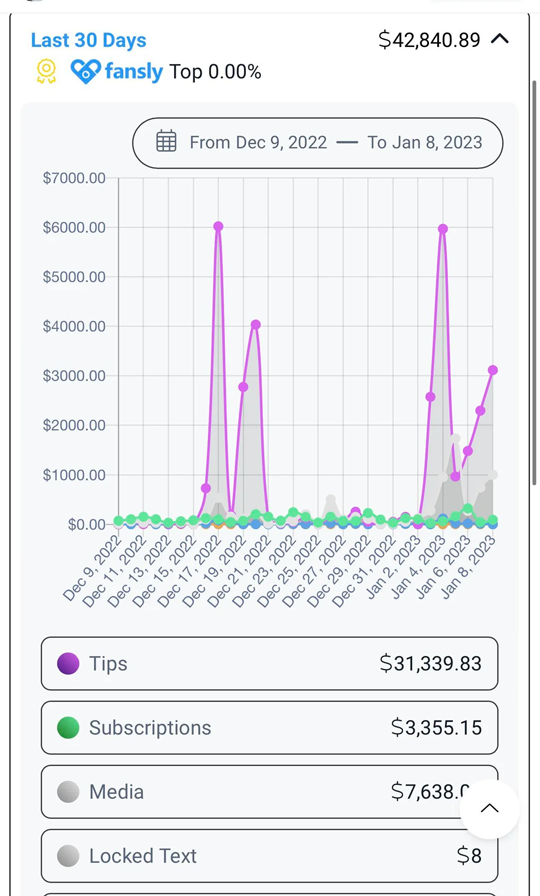 Last 30 Days $42,840.89
fansly Top 0.00%
From Dec 9, 2022 — To Jan 8, 2023
$7000.00
$6000.00
$5000.00
$4000.00
$3000.00
$2000.00
$1000.00
$0.00
Dec 9, 2022
Dec 11, 2022
Dec 13, 2022
Dec 15, 2022
Dec 17, 2022
Dec 19, 2022
Dec 21, 2022
Dec 23, 2022
Dec 25, 2022
Dec 27, 2022
Dec 29, 2022
Dec 31, 2022
Jan 2, 2023
Jan 4, 2023
Jan 6, 2023
Jan 8, 2023
Tips $31,339.83
Subscriptions $3,355.15
Media $7,638.0
Locked Text $8